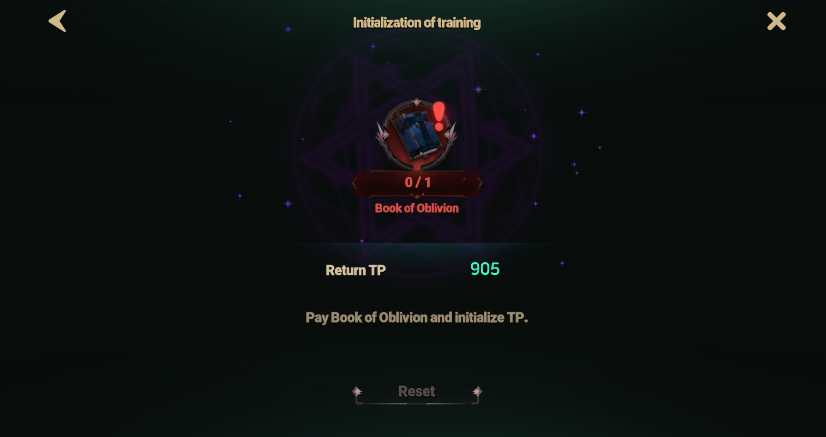 Initialization of training
0 / 1
Book of Oblivion
Return TP 905
Pay Book of Oblivion and initialize TP.
Reset